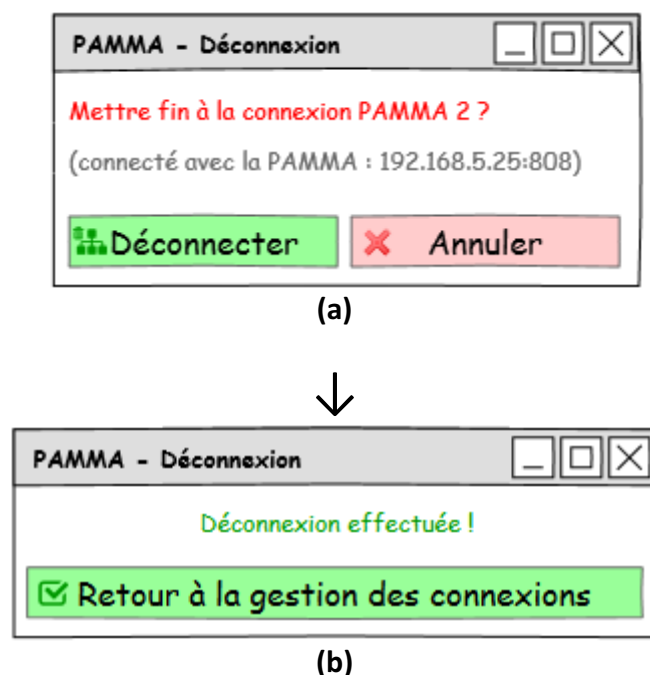 PAMMA - Déconnexion
Mettre fin à la connexion PAMMA 2 ?
(connecté avec la PAMMA : 192.168.5.25:808)
Déconnecter
Annuler
(a)
PAMMA - Déconnexion
Déconnexion effectuée !
Retour à la gestion des connexions
(b)